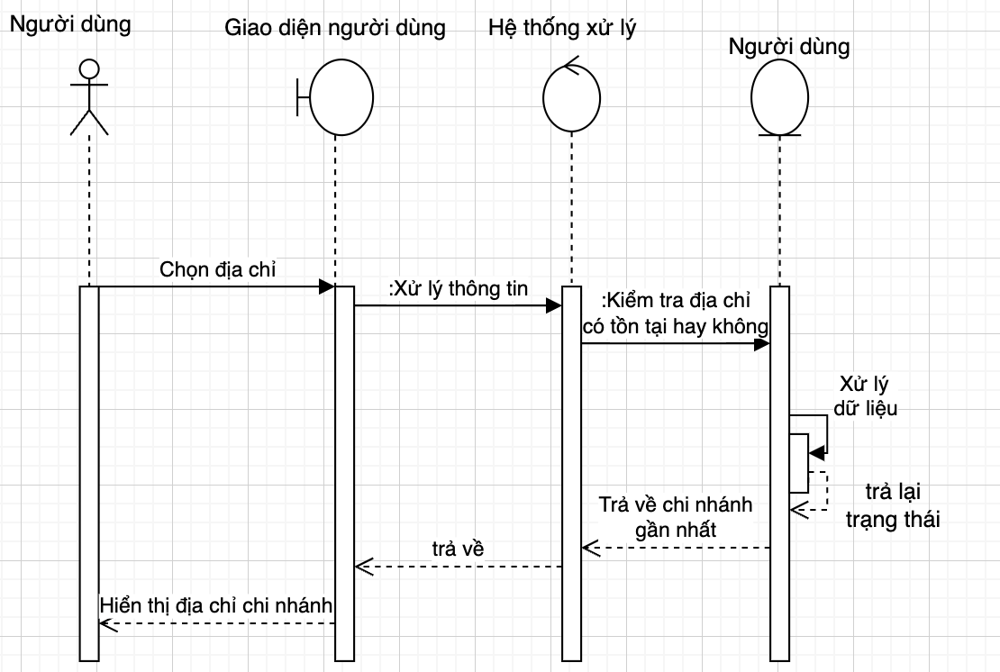 Người dùng
Giao diện người dùng
Hệ thống xử lý
Người dùng
Chọn địa chỉ
:Xử lý thông tin
:Kiểm tra địa chỉ
có tồn tại hay không
Xử lý
dữ liệu
trả lại
trạng thái
Trả về chi nhánh
gần nhất
trả về
Hiển thị địa chỉ chi nhánh